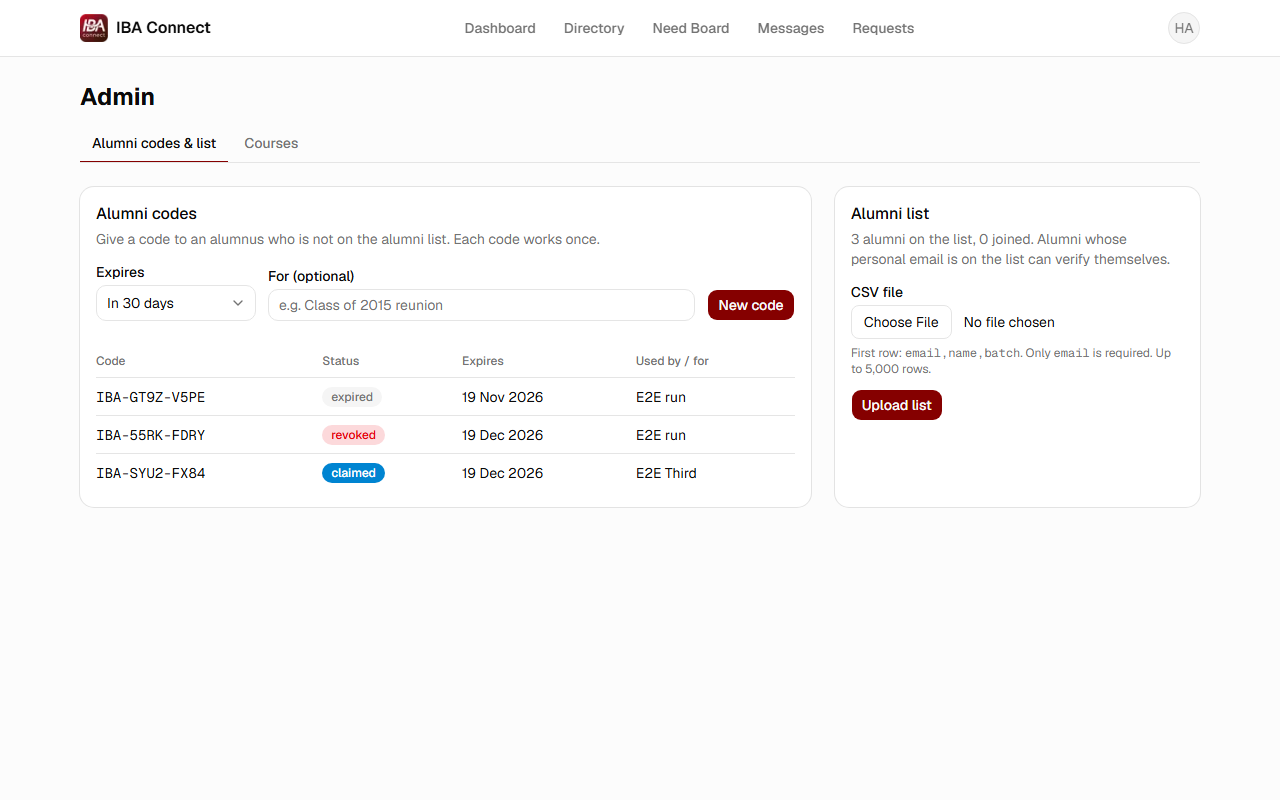 IBA connect IBA Connect Dashboard Directory Need Board Messages Requests HA
Admin
Alumni codes & list Courses
Alumni codes
Give a code to an alumnus who is not on the alumni list. Each code works once.
Expires For (optional)
In 30 days e.g. Class of 2015 reunion New code
Code Status Expires Used by / for
IBA-GT9Z-V5PE expired 19 Nov 2026 E2E run
IBA-55RK-FDRY revoked 19 Dec 2026 E2E run
IBA-SYU2-FX84 claimed 19 Dec 2026 E2E Third
Alumni list
3 alumni on the list, 0 joined. Alumni whose
personal email is on the list can verify themselves.
CSV file
Choose File No file chosen
First row: email, name, batch. Only email is required. Up
to 5,000 rows.
Upload list